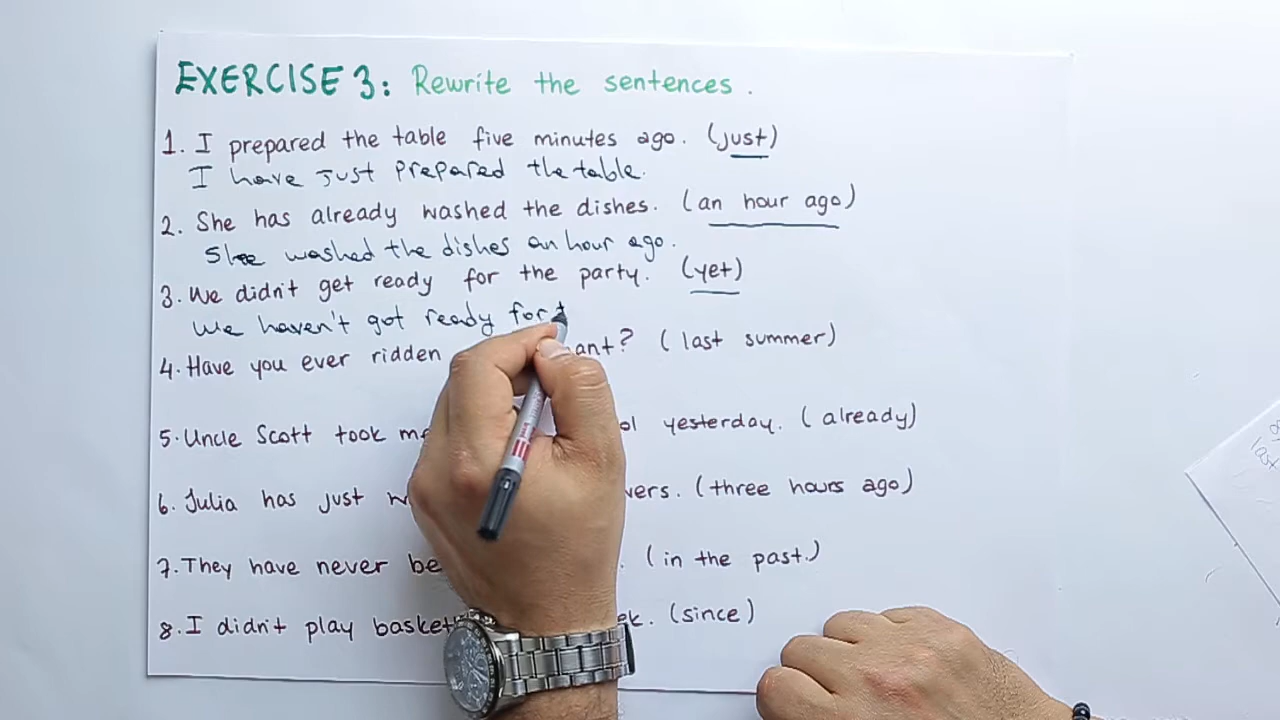 EXERCISE 3: Rewrite the sentences.
1. I prepared the table five minutes ago. (just)
I have just prepared the table.
2. She has already washed the dishes. (an hour ago)
She washed the dishes an hour ago.
3. We didn't get ready for the party. (yet)
We haven't got ready for t
4. Have you ever ridden ant? (last summer)
5. Uncle Scott took ol yesterday. (already)
6. Julia has just vers. (three hours ago)
7. They have never be . (in the past.)
8. I didn't play basket ek. (since)